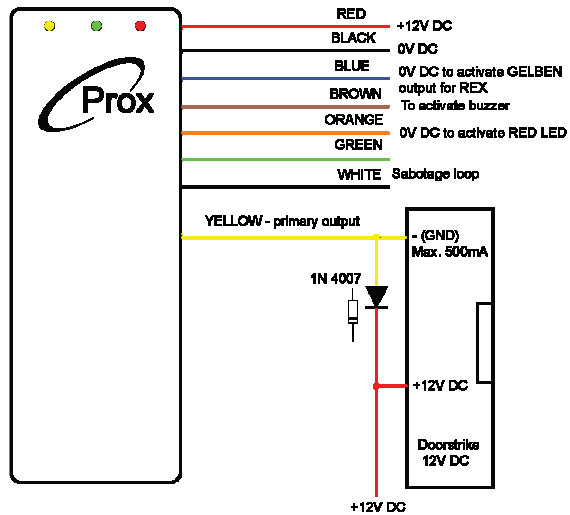 RED
+12V DC
BLACK
0V DC
Prox
BLUE
0V DC to activate GELBEN
output for REX
BROWN
To activate buzzer
ORANGE
0V DC to activate RED LED
GREEN
WHITE
Sabotage loop
YELLOW - primary output
- (GND)
Max. 500mA
1N 4007
+12V DC
Doorstrike
12V DC
+12V DC